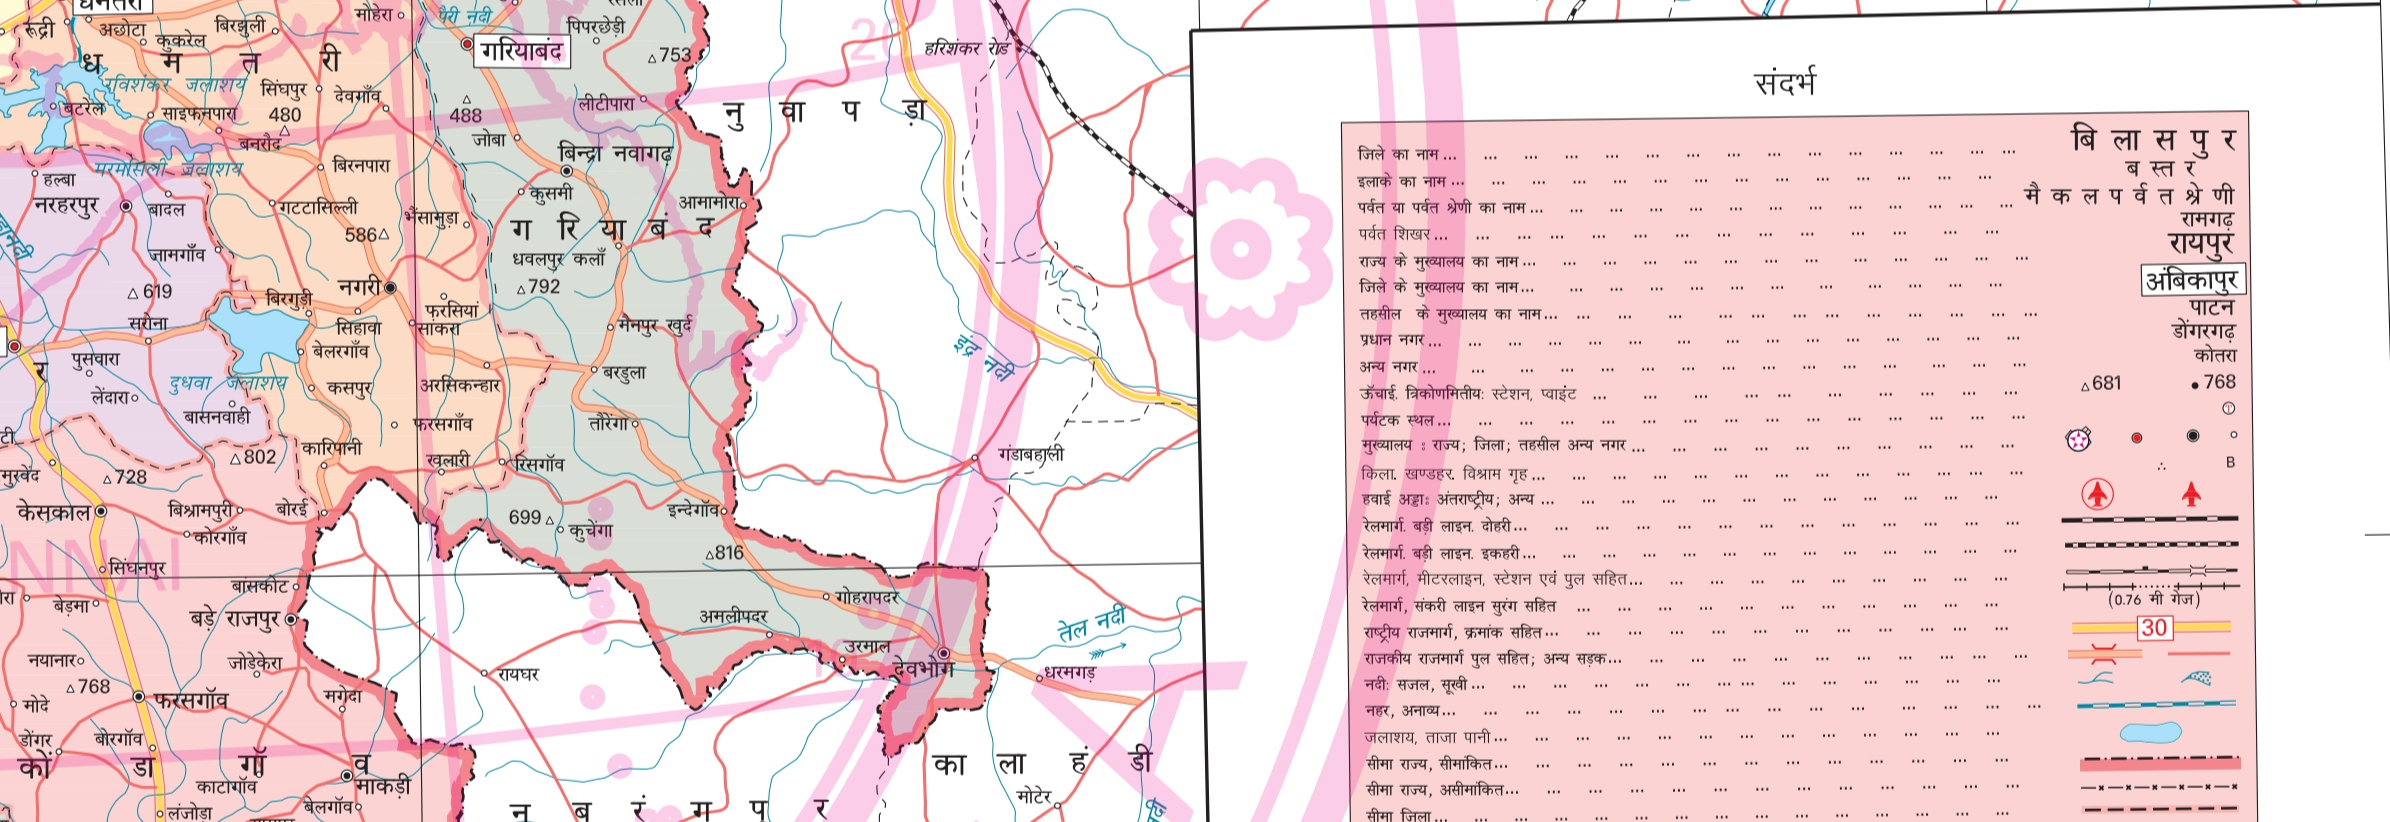 धमतरी
रूद्री
अछोटा
कुकरेल
बिरझुली
मोहेरा
पैरी नदी
पिपरछेड़ी
गरियाबंद
753
हरिशंकर रोड
ध म त री
रविशंकर जलाशय
सिंघपुर
देवगाँव
480
488
लीटीपारा
नु वा प ड़ा
बटरेल
साइफनपारा
बनरौद
जोबा
बिन्द्रा नवागढ़
मरमसिली जलाशय
बिरनपारा
हल्बा
नरहरपुर
बादल
गटटासिल्ली
भैंसामुड़ा
कुसमी
आमामोरा
586
ग रि या बं द
जामगाँव
धवलपुर कलाँ
619
नगरी
792
बिरगुड़ी
फरसियां
सरोना
सिहावा
सांकरा
मैनपुर खुर्द
इंद्र नदी
पुसवारा
बेलरगाँव
र
दुधवा जलाशय
कसपुर
अरसिकन्हार
बरडुला
लेंदारा
बासनवाही
फरसगाँव
तौरेंगा
कारिपानी
802
खलारी
रिसगाँव
गंडाबहाली
मुरवेंद
728
केसकाल
बिश्रामपुरी
बोरई
699
कुचेंगा
इन्देगाँव
कोरगाँव
816
NNAI
सिंघनपुर
बांसकोट
बेड़मा
गोहरापदर
बड़े राजपुर
अमलीपदर
तेल नदी
नयानार
जोडेकेरा
रायघर
उरमाल
देवभोग
धरमगड़
768
फरसगाँव
मगेदा
मोदे
डोंगर
बोरगाँव
कों डा गाँ व
काटागाँव
माकड़ी
बेलगाँव
लंजोड़ा
का ला हं डी
मोटेर
न ब रं ग पु र
संदर्भ
जिले का नाम ... बि ला स पु र
इलाके का नाम ... ब स्त र
पर्वत या पर्वत श्रेणी का नाम ... मै क ल प र्व त श्रे णी
पर्वत शिखर ... रामगढ़
राज्य के मुख्यालय का नाम ... रायपुर
जिले के मुख्यालय का नाम ... अंबिकापुर
तहसील के मुख्यालय का नाम ... पाटन
प्रधान नगर ... डोंगरगढ़
अन्य नगर ... कोतरा
ऊँचाई. त्रिकोणमितीय: स्टेशन, प्वाइंट ... 681 768
पर्यटक स्थल ... T
मुख्यालय : राज्य; जिला; तहसील अन्य नगर ...
किला. खण्डहर. विश्राम गृह ... B
हवाई अड्डाः अंतराष्ट्रीय; अन्य ...
रेलमार्ग. बड़ी लाइन. दोहरी ...
रेलमार्ग. बड़ी लाइन. इकहरी ...
रेलमार्ग, मीटरलाइन, स्टेशन एवं पुल सहित ...
रेलमार्ग, संकरी लाइन सुरंग सहित ... (0.76 मी गेज)
राष्ट्रीय राजमार्ग, क्रमांक सहित ... 30
राजकीय राजमार्ग पुल सहित; अन्य सड़क ...
नदी: सजल, सूखी ...
नहर, अनाव्य ...
जलाशय, ताजा पानी ...
सीमा राज्य, सीमांकित ...
सीमा राज्य, असीमांकित ...
सीमा जिला ...